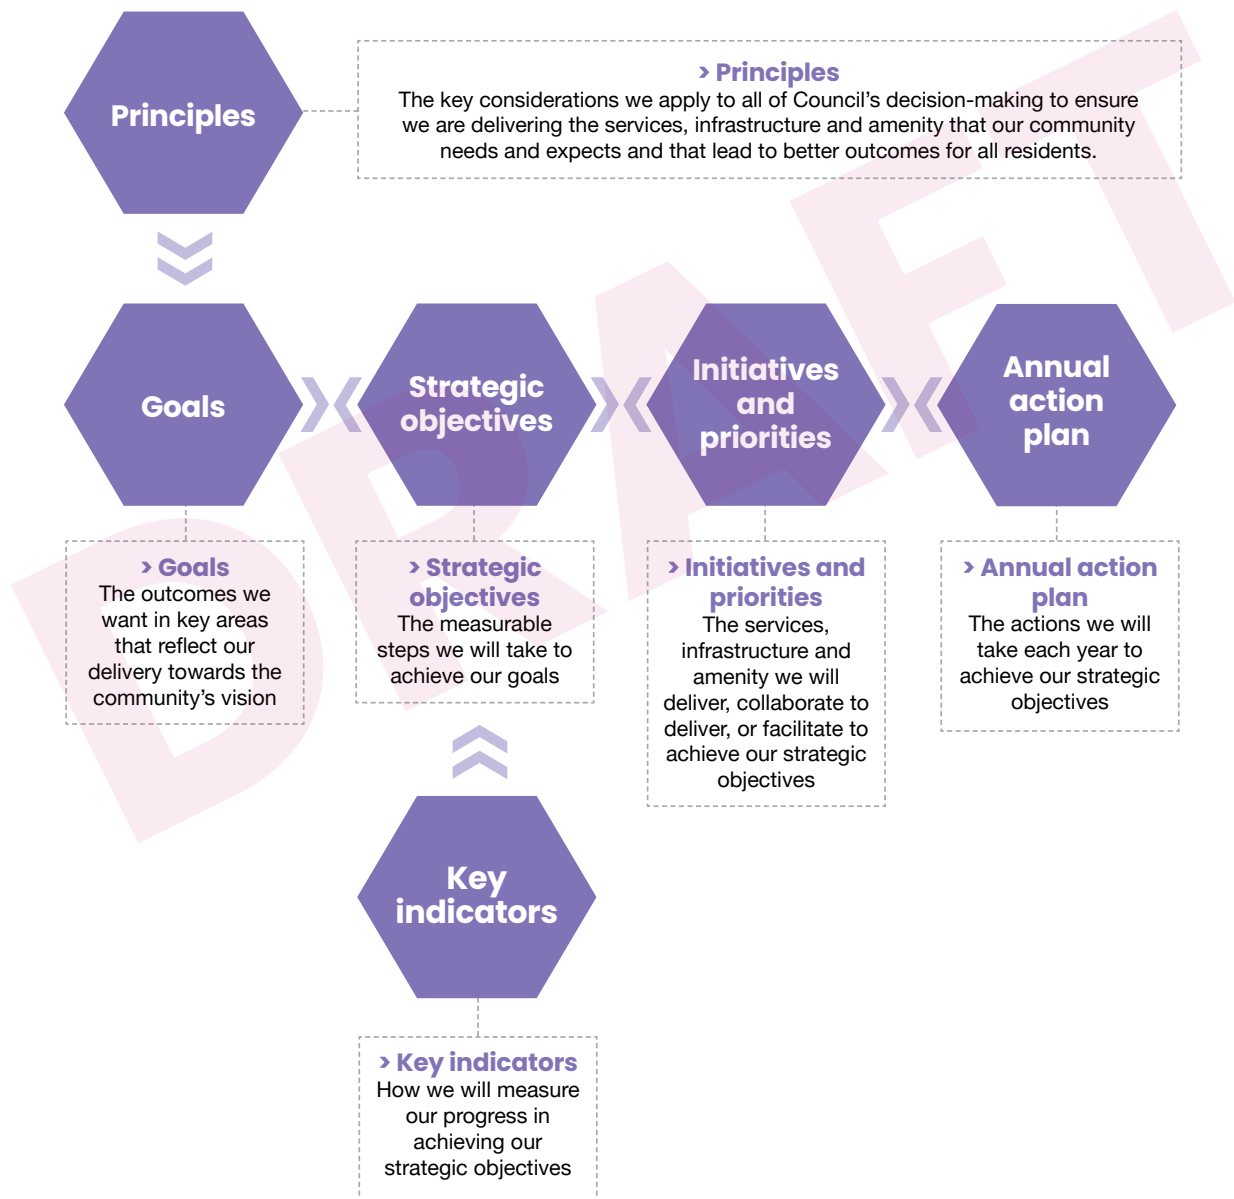 Principles
> Principles
The key considerations we apply to all of Council’s decision-making to ensure
we are delivering the services, infrastructure and amenity that our community
needs and expects and that lead to better outcomes for all residents.
Goals
Strategic
objectives
Initiatives
and
priorities
Annual
action
plan
> Goals
The outcomes we
want in key areas
that reflect our
delivery towards the
community’s vision
> Strategic
objectives
The measurable
steps we will take to
achieve our goals
> Initiatives and
priorities
The services,
infrastructure and
amenity we will
deliver, collaborate to
deliver, or facilitate to
achieve our strategic
objectives
> Annual action
plan
The actions we will
take each year to
achieve our strategic
objectives
Key
indicators
> Key indicators
How we will measure
our progress in
achieving our
strategic objectives
DRAFT